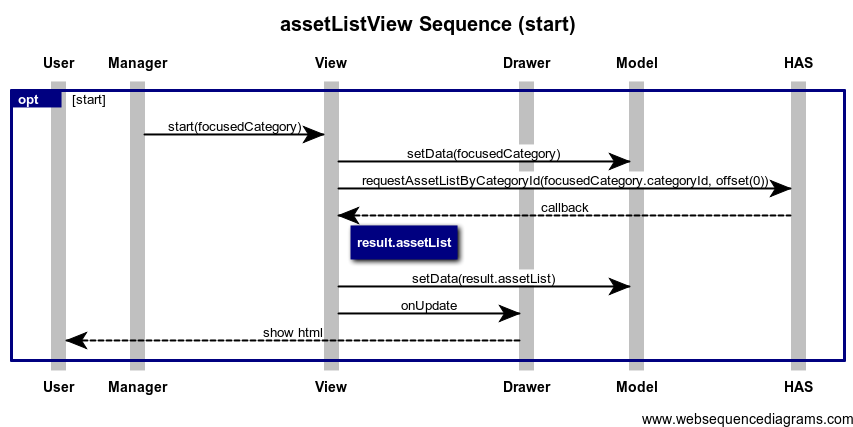 assetListView Sequence (start)
User Manager View Drawer Model HAS
opt [start]
start(focusedCategory)
setData(focusedCategory)
requestAssetListByCategoryId(focusedCategory.categoryId, offset(0))
callback
result.assetList
setData(result.assetList)
onUpdate
show html
User Manager View Drawer Model HAS
www.websequencediagrams.com